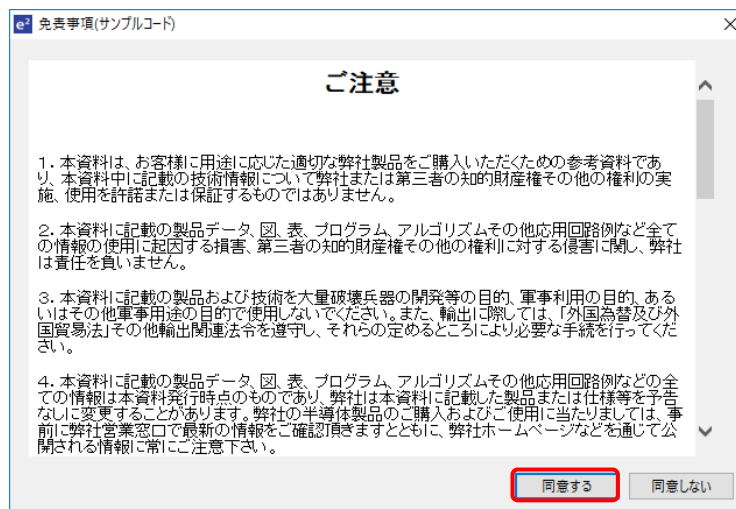 e² 免責事項(サンプルコード)
ご注意
1. 本資料は、お客様に用途に応じた適切な弊社製品をご購入いただくための参考資料であ
り、本資料中に記載の技術情報について弊社または第三者の知的財産権その他の権利の実
施、使用を許諾または保証するものではありません。
2. 本資料に記載の製品データ、図、表、プログラム、アルゴリズムその他応用回路例など全て
の情報の使用に起因する損害、第三者の知的財産権その他の権利に対する侵害に関し、弊社
は責任を負いません。
3. 本資料に記載の製品および技術を大量破壊兵器の開発等の目的、軍事利用の目的、ある
いはその他軍事用途の目的で使用しないでください。また、輸出に際しては、「外国為替及び外
国貿易法」その他輸出関連法令を遵守し、それらの定めるところにより必要な手続を行ってくだ
さい。
4. 本資料に記載の製品データ、図、表、プログラム、アルゴリズムその他応用回路例などの全
ての情報は本資料発行時点のものであり、弊社は本資料に記載した製品または仕様等を予告
なしに変更することがあります。弊社の半導体製品のご購入およびご使用に当たりましては、事
前に弊社営業窓口で最新の情報をご確認頂きますとともに、弊社ホームページなどを通じて公
開される情報に常にご注意下さい。
同意する 同意しない